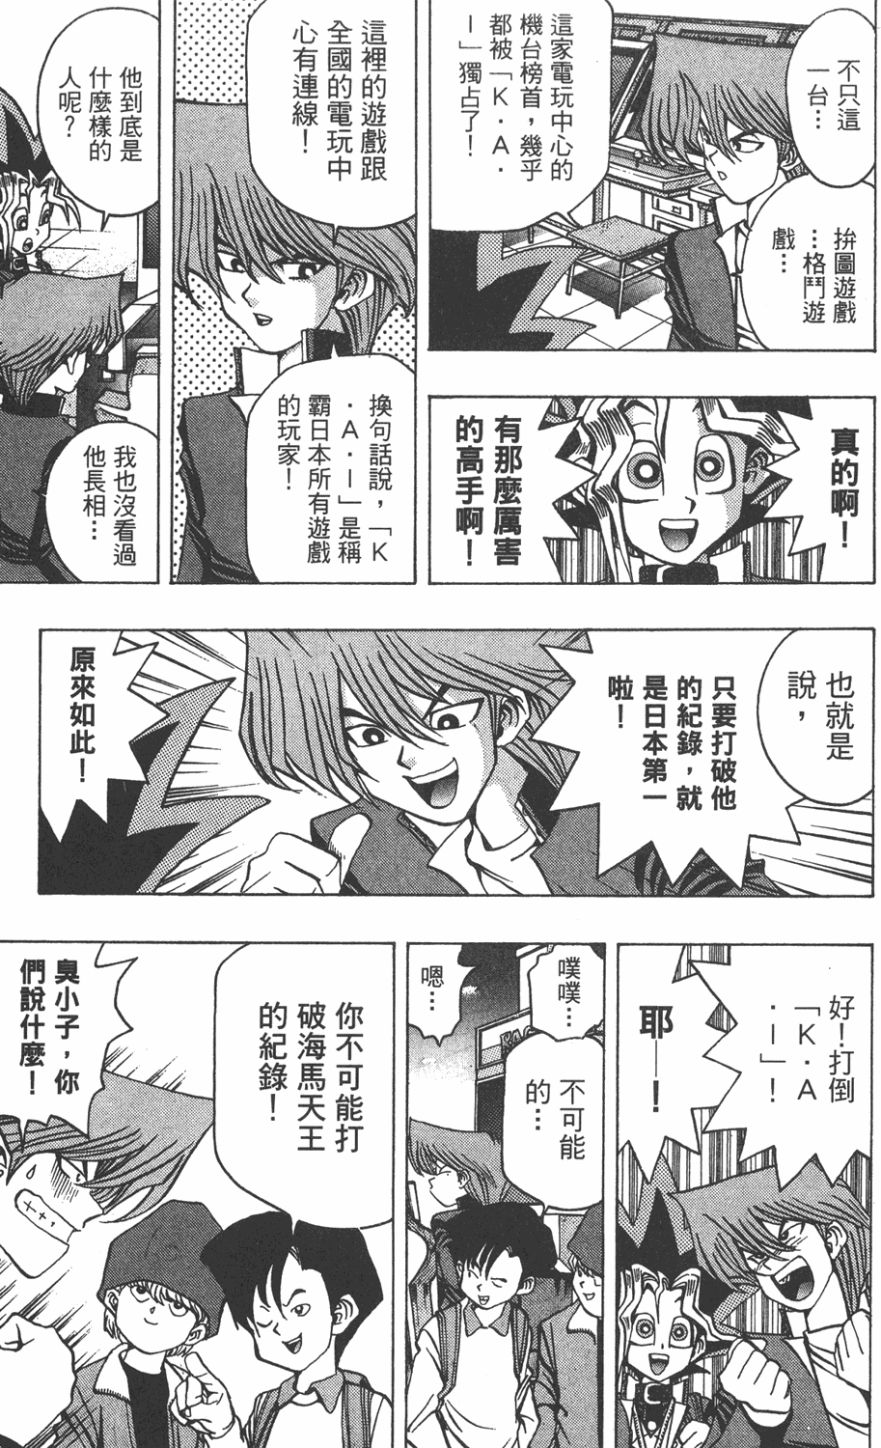 不只這
一台…
拚圖遊戲
…格鬥遊
戲…
這家電玩中心的
機台榜首，幾乎
都被「K．A．
I」獨占了！
真的啊！
有那麼厲害
的高手啊！
這裡的遊戲跟
全國的電玩中
心有連線！
換句話說，「K
．A．I」是稱
霸日本所有遊戲
的玩家！
他到底是
什麼樣的
人呢？
我也沒看過
他長相…
也就是
說，
只要打破他
的紀錄，就
是日本第一
啦！
原來如此！
好！打倒
「K．A
．I」！
耶──！
噗噗…
嗯…
不可能
的…
你不可能打
破海馬天王
的紀錄！
臭小子，你
們說什麼！